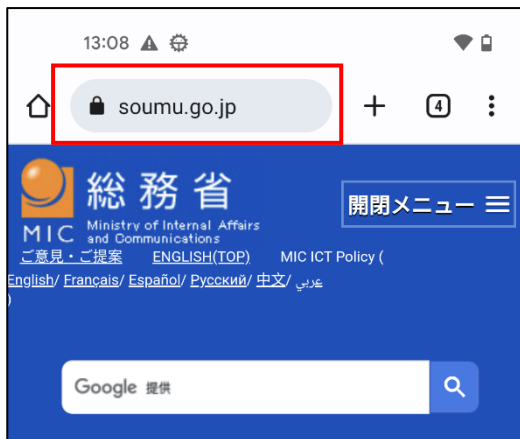 13:08
soumu.go.jp
4
総務省
MIC Ministry of Internal Affairs
and Communications
開閉メニュー
ご意見・ご提案 ENGLISH(TOP) MIC ICT Policy (
English/ Français/ Español/ Русский/ 中文/ عربي
)
Google 提供